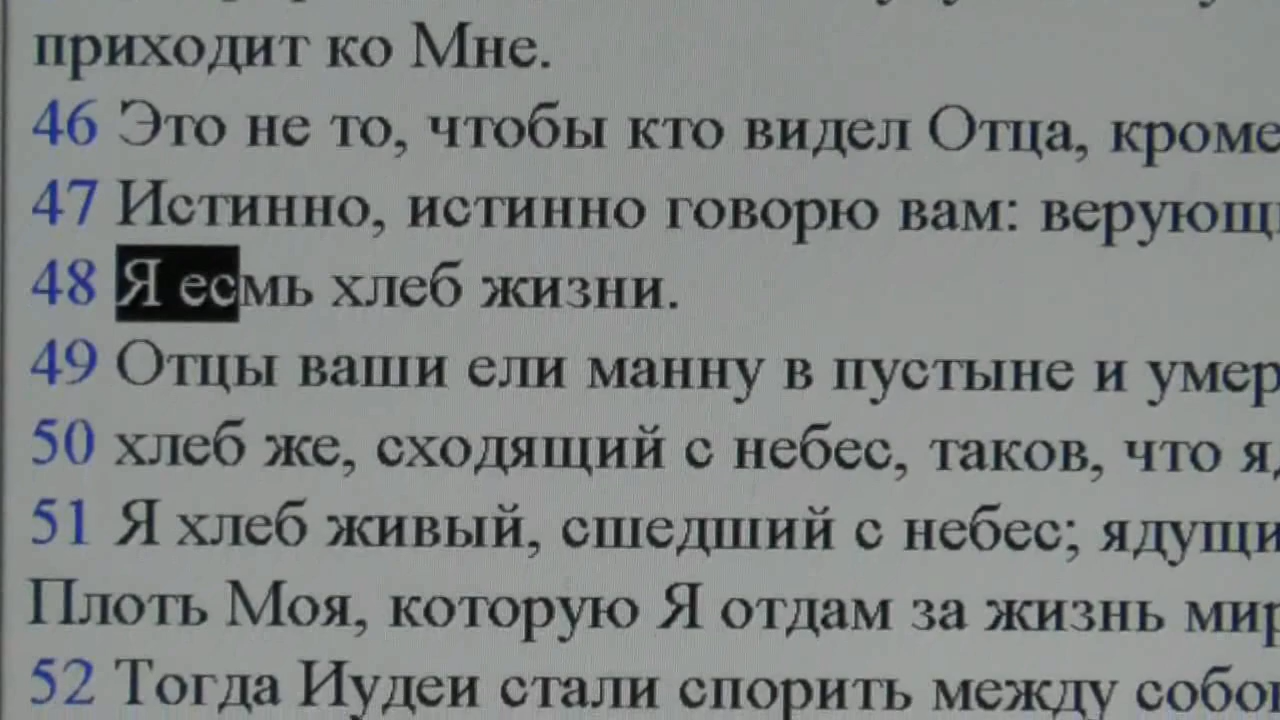 приходит ко Мне.
46 Это не то, чтобы кто видел Отца, кроме
47 Истинно, истинно говорю вам:
48 Я есмь хлеб жизни.
49 Отцы ваши ели манну в пустыне и
50 хлеб же, сходящий с небес, таков, что
51 Я хлеб живый, сшедший с небес;
Плоть Моя, которую Я отдам за жизнь
52 Тогда Иудеи стали спорить между